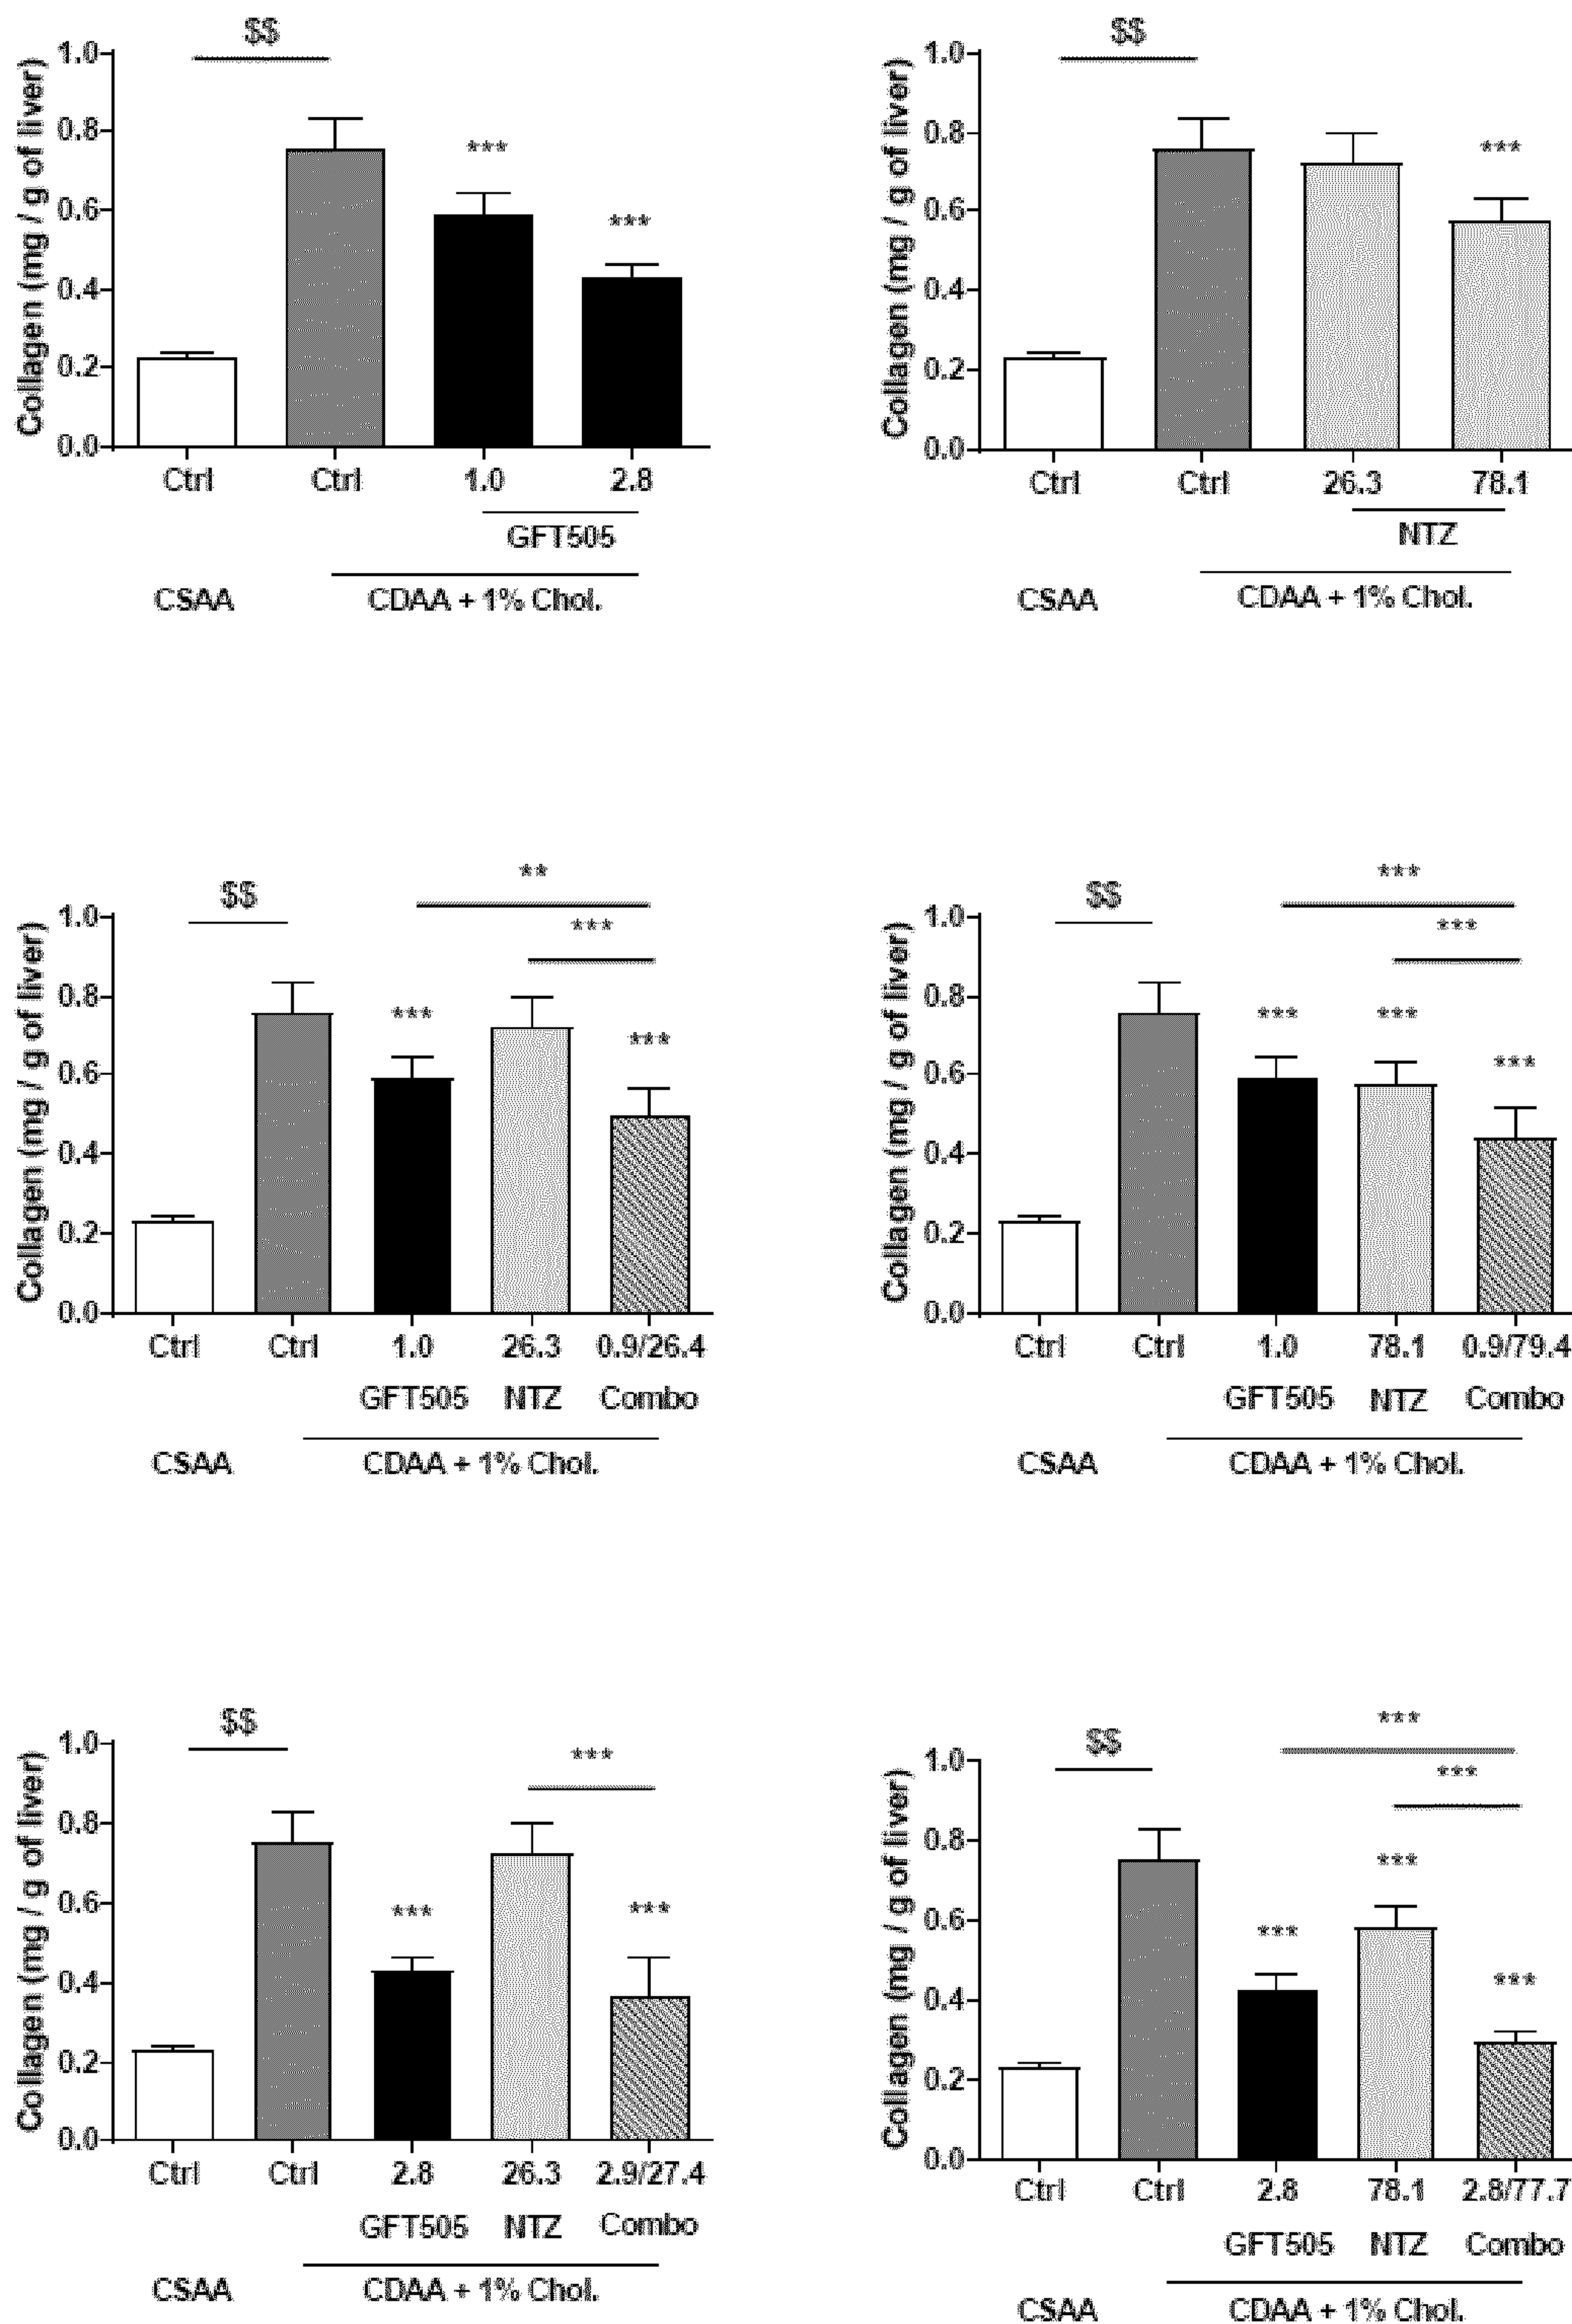 $$
Collagen (mg / g of liver)
1.0
0.8
0.6
0.4
0.2
0.0
***
***
Ctrl Ctrl 1.0 2.8
GFT505
CSAA CDAA + 1% Chol.
$$
Collagen (mg / g of liver)
1.0
0.8
0.6
0.4
0.2
0.0
***
Ctrl Ctrl 26.3 78.1
NTZ
CSAA CDAA + 1% Chol.
**
$$
***
Collagen (mg / g of liver)
1.0
0.8
0.6
0.4
0.2
0.0
***
***
Ctrl Ctrl 1.0 26.3 0.9/26.4
GFT505 NTZ Combo
CSAA CDAA + 1% Chol.
***
$$
***
Collagen (mg / g of liver)
1.0
0.8
0.6
0.4
0.2
0.0
*** ***
***
Ctrl Ctrl 1.0 78.1 0.9/79.4
GFT505 NTZ Combo
CSAA CDAA + 1% Chol.
$$
***
Collagen (mg / g of liver)
1.0
0.8
0.6
0.4
0.2
0.0
*** ***
Ctrl Ctrl 2.8 26.3 2.9/27.4
GFT505 NTZ Combo
CSAA CDAA + 1% Chol.
***
$$
***
Collagen (mg / g of liver)
1.0
0.8
0.6
0.4
0.2
0.0
***
***
***
Ctrl Ctrl 2.8 78.1 2.8/77.7
GFT505 NTZ Combo
CSAA CDAA + 1% Chol.